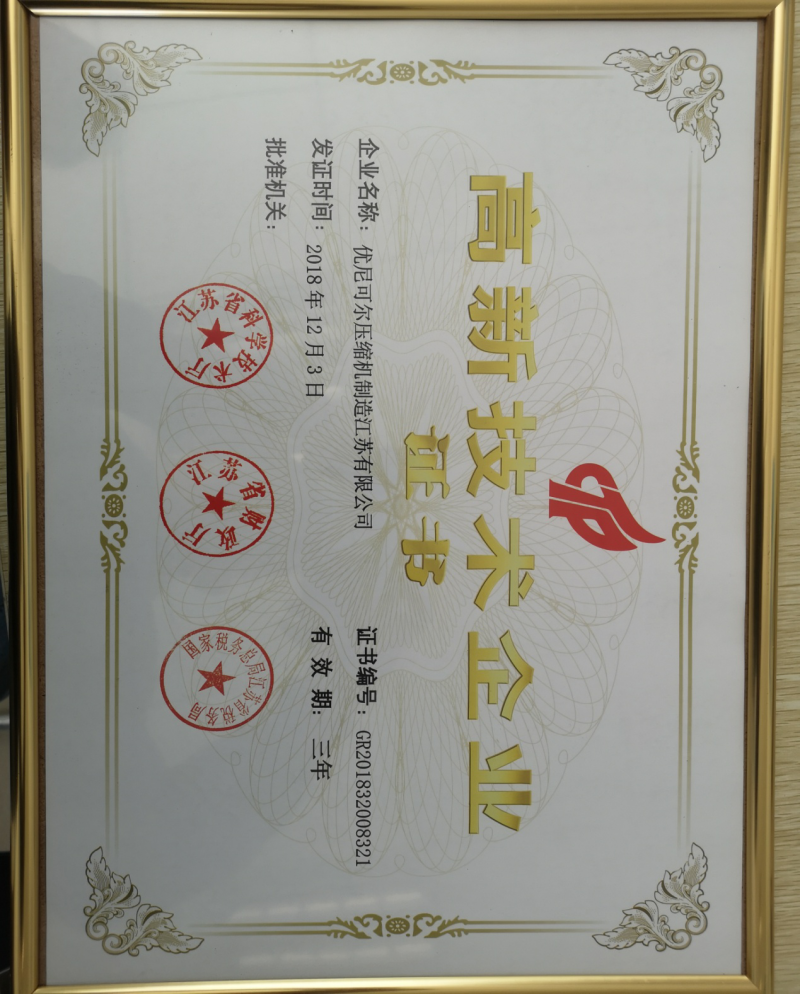 高新技术企业
证书
企业名称：优尼可尔压缩机制造江苏有限公司
证书编号：GR201832008321
发证时间：2018年12月3日
有效期：三年
批准机关：
江苏省科学技术厅
江苏省财政厅
国家税务总局江苏省税务局